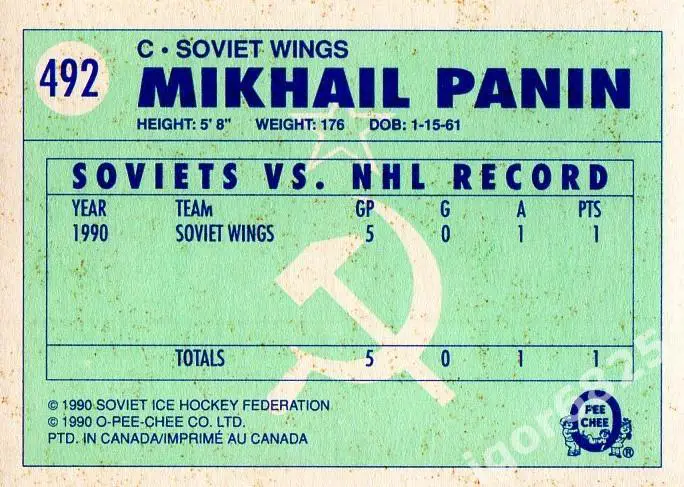 492
C • SOVIET WINGS
MIKHAIL PANIN
HEIGHT: 5' 8" WEIGHT: 176 DOB: 1-15-61
SOVIETS VS. NHL RECORD
YEAR TEAM GP G A PTS
1990 SOVIET WINGS 5 0 1 1
TOTALS 5 0 1 1
© 1990 SOVIET ICE HOCKEY FEDERATION
© 1990 O-PEE-CHEE CO. LTD.
PTD. IN CANADA/IMPRIMÉ AU CANADA
O PEE CHEE
igor6825